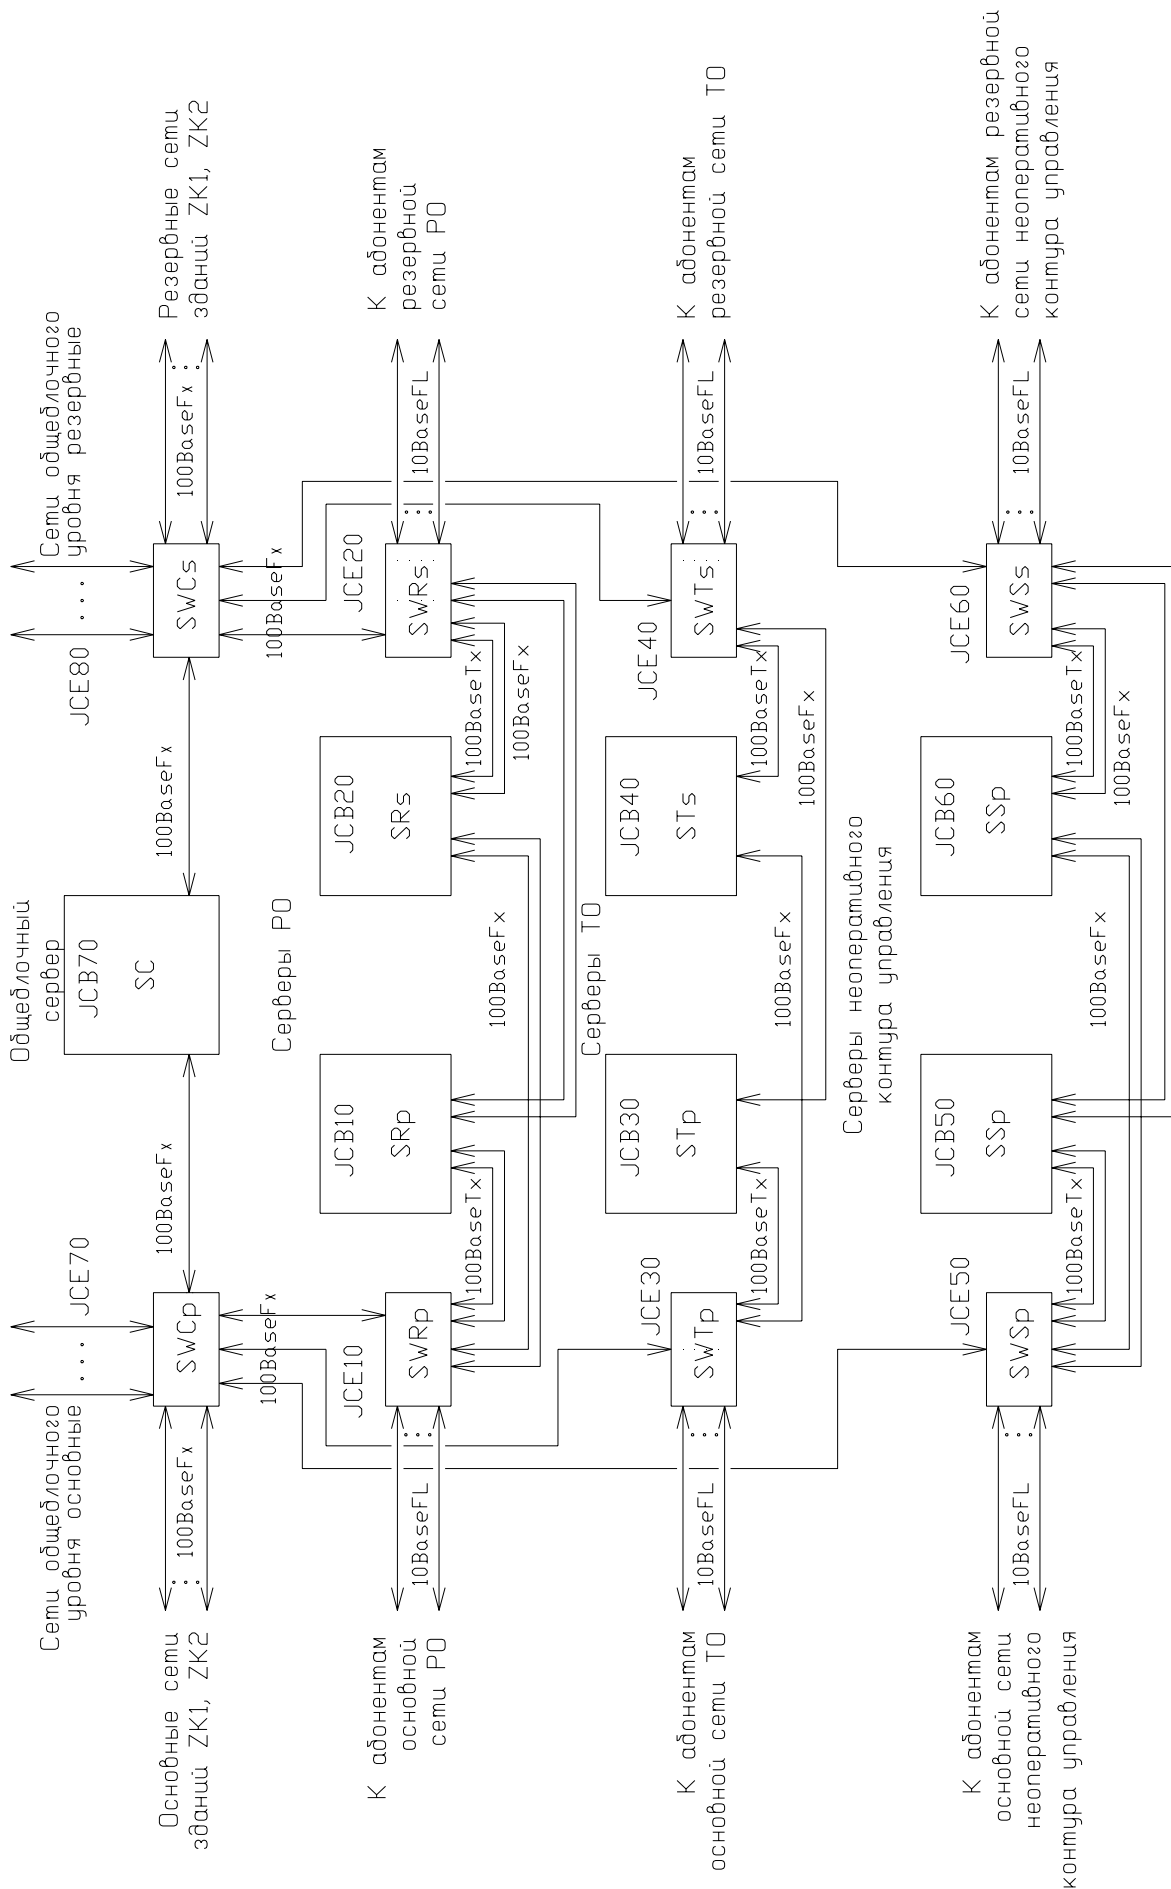 Сети общеблочного
уровня основные
JCE70
Общеблочный
сервер
JCB70
SC
JCE80
Сети общеблочного
уровня резервные
Основные сети
зданий ZK1, ZK2
100BaseFx
SWCp
100BaseFx
100BaseFx
SWCs
100BaseFx
Резервные сети
зданий ZK1, ZK2
100BaseFx
100BaseFx
Серверы РО
К абонентам
основной
сети РО
10BaseFL
JCE10
SWRp
100BaseTx
JCB10
SRp
100BaseFx
JCB20
SRs
100BaseTx
100BaseFx
JCE20
SWRs
10BaseFL
К абонентам
резервной
сети РО
Серверы ТО
К абонентам
основной сети ТО
10BaseFL
JCE30
SWTp
100BaseTx
JCB30
STp
100BaseFx
JCB40
STs
100BaseTx
100BaseFx
JCE40
SWTs
10BaseFL
К абонентам
резервной сети ТО
Серверы неоперативного
контура управления
К абонентам
основной сети
неоперативного
контура управления
10BaseFL
JCE50
SWSp
100BaseTx
JCB50
SSp
100BaseFx
JCB60
SSp
100BaseTx
100BaseFx
JCE60
SWSs
10BaseFL
К абонентам резервной
сети неоперативного
контура управления